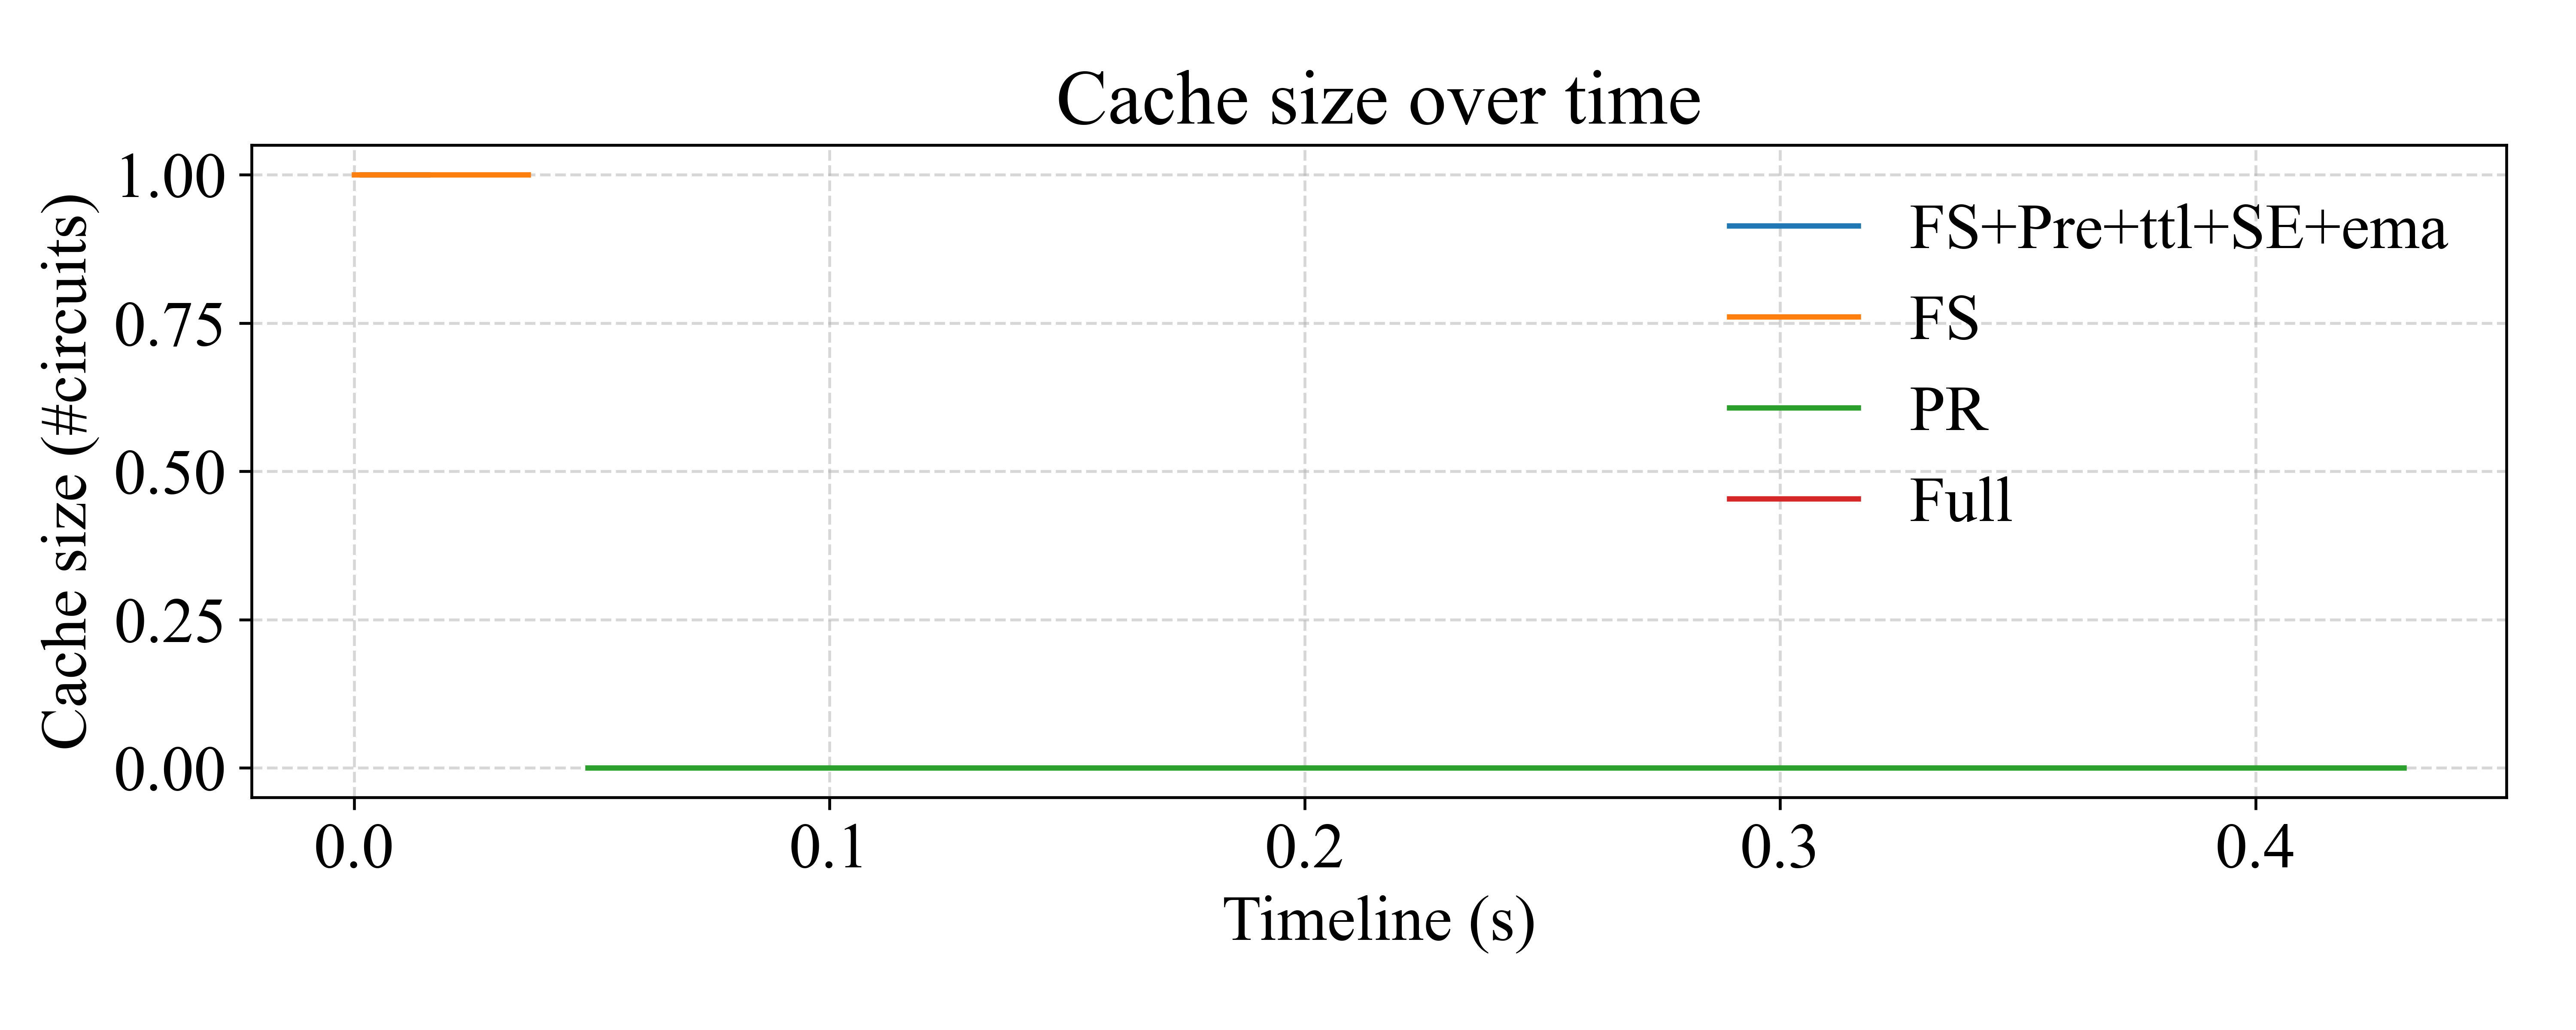 Cache size over time
Cache size (#circuits)
1.00
0.75
0.50
0.25
0.00
FS+Pre+ttl+SE+ema
FS
PR
Full
0.0 0.1 0.2 0.3 0.4
Timeline (s)